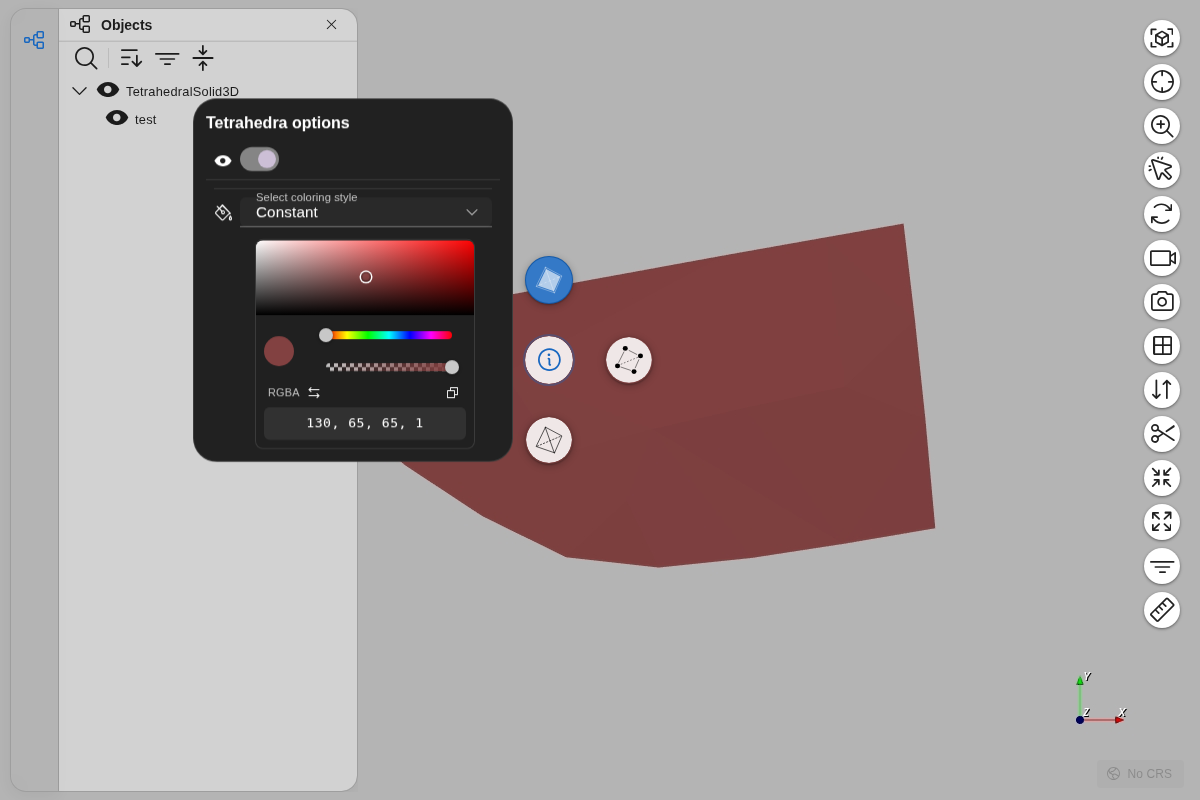 Objects
TetrahedralSolid3D
test
Tetrahedra options
Select coloring style
Constant
RGBA
130, 65, 65, 1
Y
Z
X
No CRS